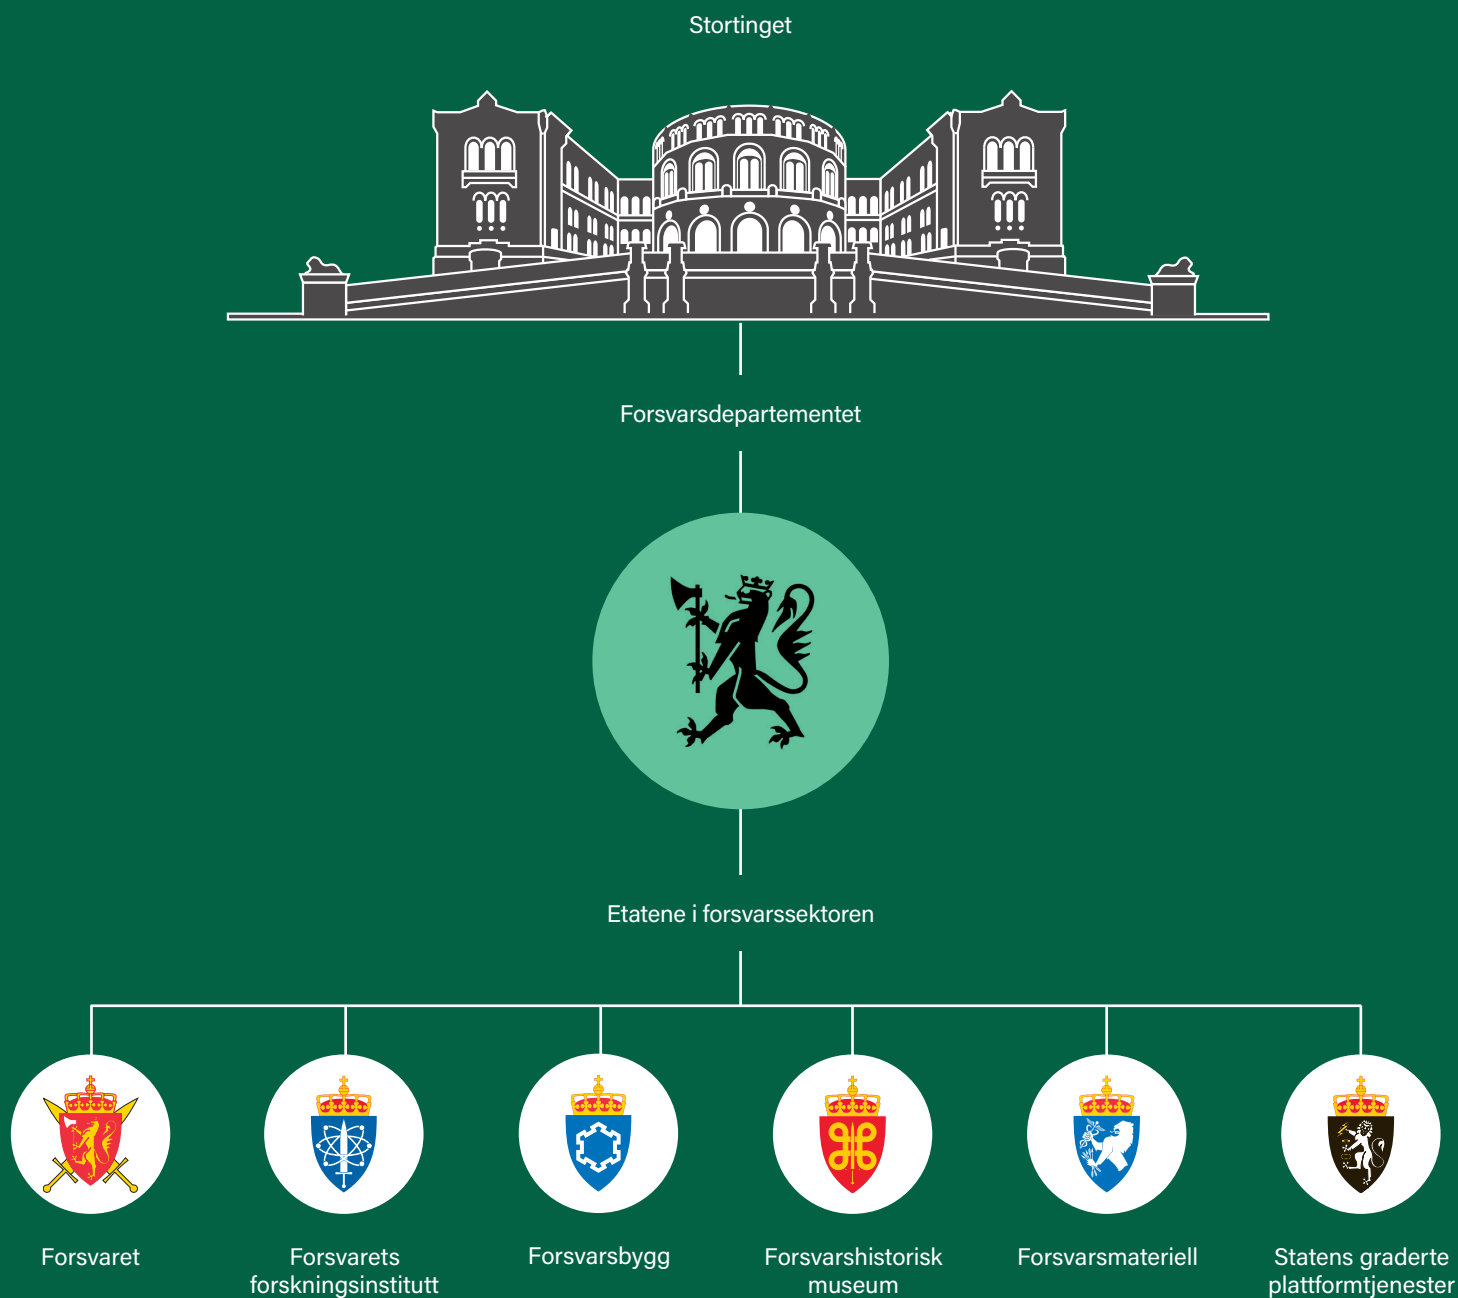 Stortinget
Forsvarsdepartementet
Etatene i forsvarssektoren
Forsvaret
Forsvarets
forskningsinstitutt
Forsvarsbygg
Forsvarshistorisk
museum
Forsvarsmateriell
Statens graderte
plattformtjenester